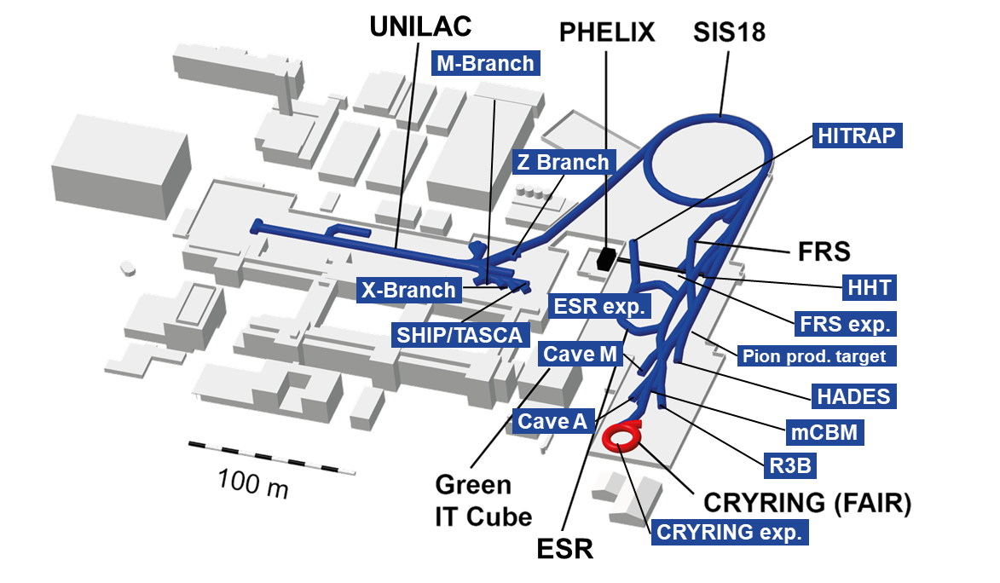 UNILAC
PHELIX
SIS18
M-Branch
HITRAP
Z Branch
FRS
HHT
X-Branch
ESR exp.
FRS exp.
SHIP/TASCA
Cave M
Pion prod. target
HADES
Cave A
mCBM
R3B
100 m
Green
IT Cube
CRYRING (FAIR)
CRYRING exp.
ESR